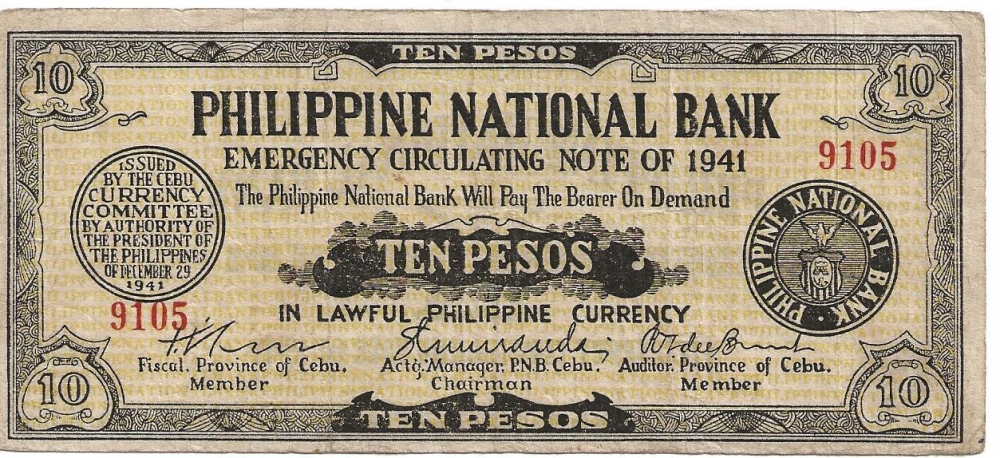 TEN PESOS
10
10
PHILIPPINE NATIONAL BANK
EMERGENCY CIRCULATING NOTE OF 1941
9105
The Philippine National Bank Will Pay The Bearer On Demand
ISSUED
BY THE CEBU
CURRENCY
COMMITTEE
BY AUTHORITY OF
THE PRESIDENT OF
THE PHILIPPINES
OF DECEMBER 29
1941
TEN PESOS
PHILIPPINE NATIONAL BANK
9105
IN LAWFUL PHILIPPINE CURRENCY
Fiscal. Province of Cebu.
Member
Actg. Manager. P.N.B. Cebu.
Chairman
Auditor. Province of Cebu.
Member
10
10
TEN PESOS